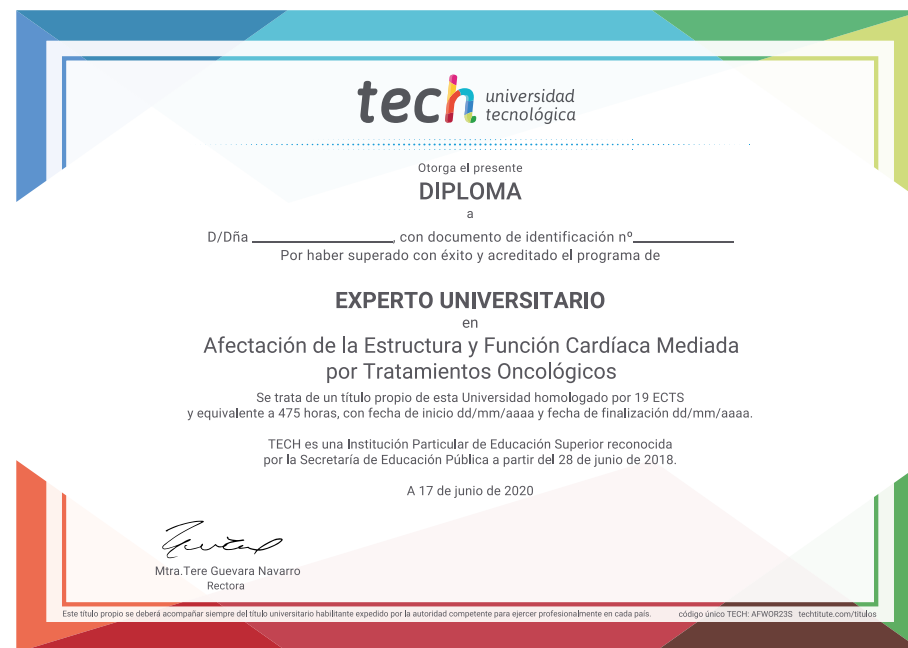 tech universidad
tecnológica
Otorga el presente
DIPLOMA
a
D/Dña ____________________, con documento de identificación nº______________
Por haber superado con éxito y acreditado el programa de
EXPERTO UNIVERSITARIO
en
Afectación de la Estructura y Función Cardíaca Mediada
por Tratamientos Oncológicos
Se trata de un título propio de esta Universidad homologado por 19 ECTS
y equivalente a 475 horas, con fecha de inicio dd/mm/aaaa y fecha de finalización dd/mm/aaaa.
TECH es una Institución Particular de Educación Superior reconocida
por la Secretaría de Educación Pública a partir del 28 de junio de 2018.
A 17 de junio de 2020
Mtra.Tere Guevara Navarro
Rectora
Este título propio se deberá acompañar siempre del título universitario habilitante expedido por la autoridad competente para ejercer profesionalmente en cada país. código único TECH: AFWOR23S techtitute.com/titulos